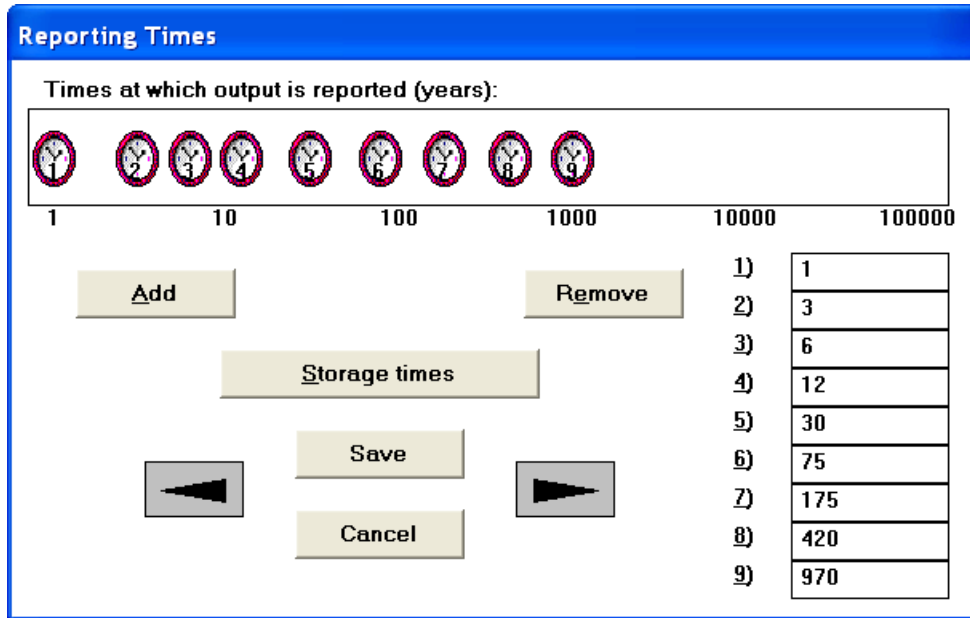 Reporting Times
Times at which output is reported (years):
1 2 3 4 5 6 7 8 9
1 10 100 1000 10000 100000
Add
Remove
Storage times
Save
Cancel
1) 1
2) 3
3) 6
4) 12
5) 30
6) 75
7) 175
8) 420
9) 970